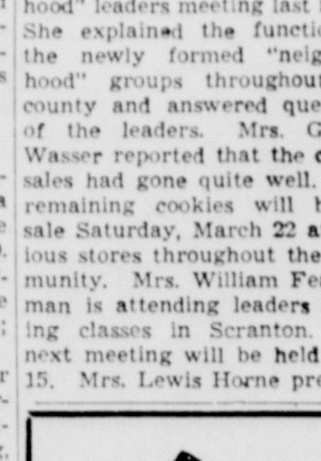 hood" leaders meeting last
She explained the functi
the newly formed "neig
hood" groups throughout
county and answered que
of the leaders. Mrs. G
Wasser reported that the c
sales had gone quite well.
remaining cookies will
sale Saturday, March 22 a
ious stores throughout the
munity. Mrs. William Fe
man is attending leaders
ing classes in Scranton.
next meeting will be held
15. Mrs. Lewis Horne pre